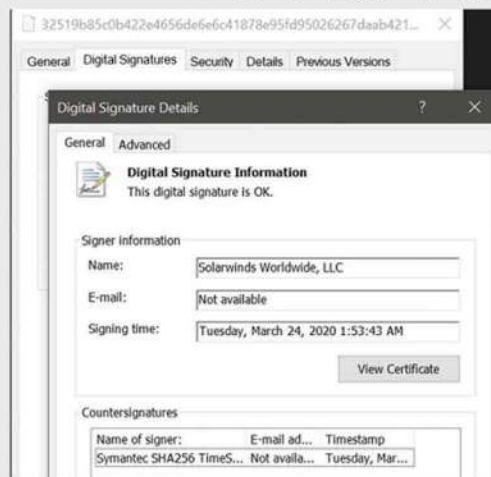 32519b85c0b422e4656de6e6c41878e95fd95026267daab421...
General Digital Signatures Security Details Previous Versions
Digital Signature Details ?
General Advanced
Digital Signature Information
This digital signature is OK.
Signer information
Name: Solarwinds Worldwide, LLC
E-mail: Not available
Signing time: Tuesday, March 24, 2020 1:53:43 AM
View Certificate
Countersignatures
Name of signer: E-mail ad... Timestamp
Symantec SHA256 TimeS... Not availa... Tuesday, Mar...